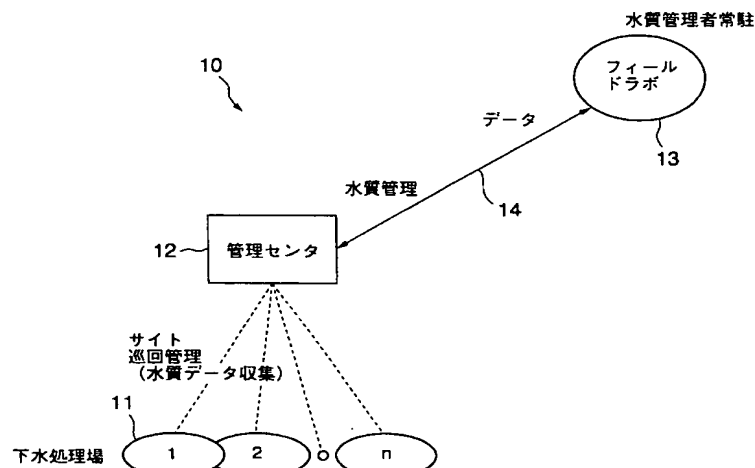 水質管理者常駐
10
フィール
ドラボ
データ
13
水質管理
14
12
管理センタ
サイト
巡回管理
(水質データ収集)
11
下水処理場
1
2
n